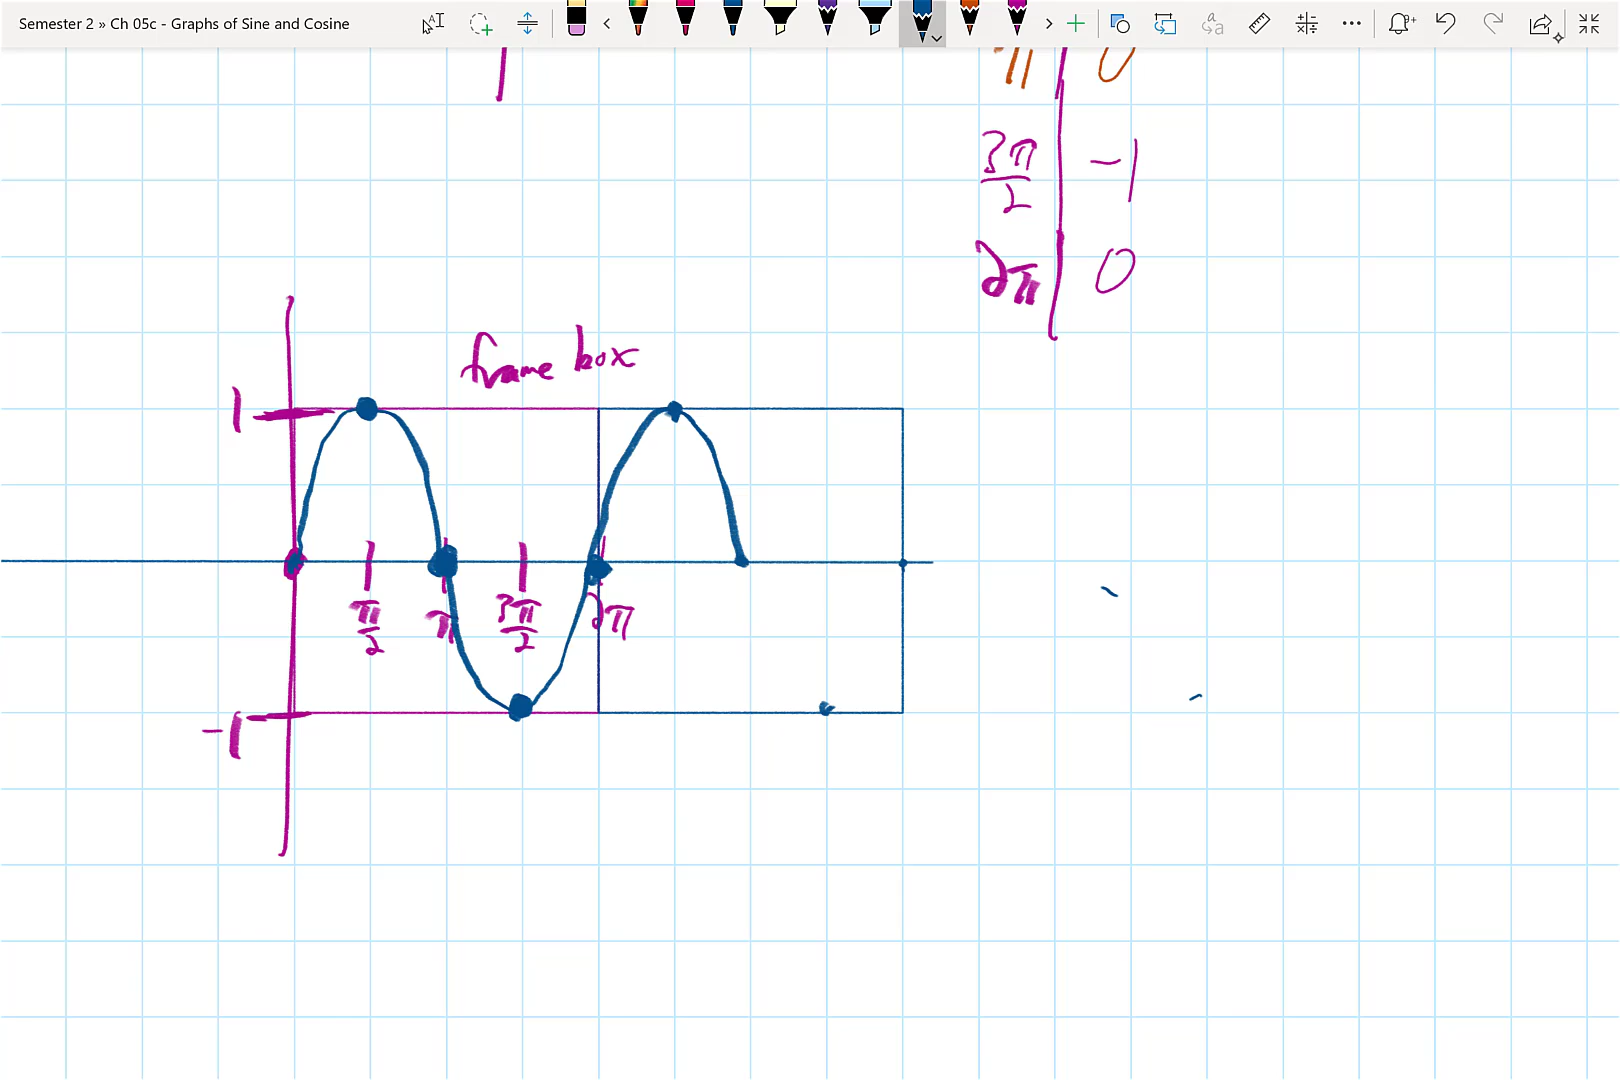 Semester 2 » Ch 05c - Graphs of Sine and Cosine
π 0
3π/2 -1
2π 0
frame box
1
π/2 π 3π/2 2π
-1